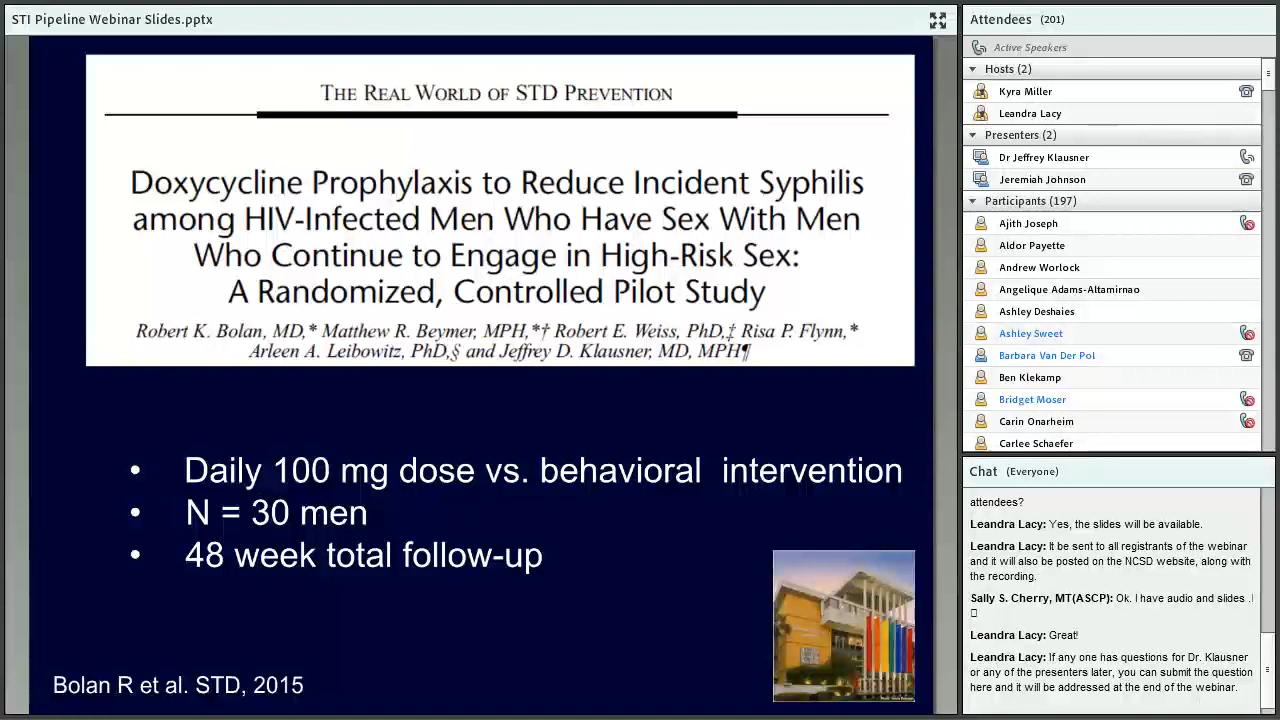 STI Pipeline Webinar Slides.pptx
THE REAL WORLD OF STD PREVENTION
Doxycycline Prophylaxis to Reduce Incident Syphilis
among HIV-Infected Men Who Have Sex With Men
Who Continue to Engage in High-Risk Sex:
A Randomized, Controlled Pilot Study
Robert K. Bolan, MD,* Matthew R. Beymer, MPH,*† Robert E. Weiss, PhD,‡ Risa P. Flynn,*
Arleen A. Leibowitz, PhD,§ and Jeffrey D. Klausner, MD, MPH¶
• Daily 100 mg dose vs. behavioral intervention
• N = 30 men
• 48 week total follow-up
Bolan R et al. STD, 2015
Attendees (201)
Active Speakers
Hosts (2)
Kyra Miller
Leandra Lacy
Presenters (2)
Dr Jeffrey Klausner
Jeremiah Johnson
Participants (197)
Ajith Joseph
Aldor Payette
Andrew Worlock
Angelique Adams-Altamirnao
Ashley Deshaies
Ashley Sweet
Barbara Van Der Pol
Ben Klekamp
Bridget Moser
Carin Onarheim
Carlee Schaefer
Chat (Everyone)
attendees?
Leandra Lacy: Yes, the slides will be available.
Leandra Lacy: It be sent to all registrants of the webinar
and it will also be posted on the NCSD website, along with
the recording.
Sally S. Cherry, MT(ASCP): Ok. I have audio and slides .!
Leandra Lacy: Great!
Leandra Lacy: If any one has questions for Dr. Klausner
or any of the presenters later, you can submit the question
here and it will be addressed at the end of the webinar.